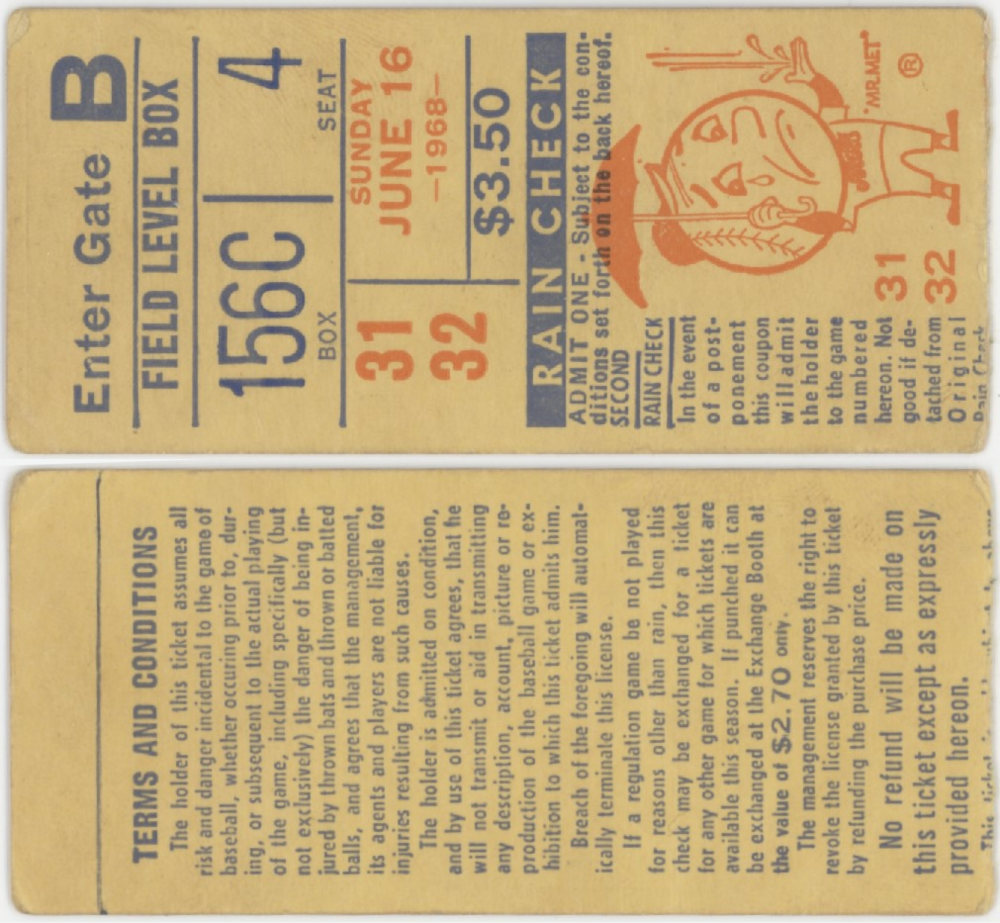 Enter Gate B
FIELD LEVEL BOX
156C 4
BOX SEAT
31
32
SUNDAY
JUNE 16
—1968—
$3.50
RAIN CHECK
ADMIT ONE - Subject to the con-
ditions set forth on the back hereof.
SECOND
RAIN CHECK
In the event
of a post-
ponement
this coupon
will admit
the holder
to the game
numbered
hereon. Not
good if de-
tached from
Original
Rain Check
31
32
"MR.MET"
®
TERMS AND CONDITIONS
The holder of this ticket assumes all
risk and danger incidental to the game of
baseball, whether occuring prior to, dur-
ing, or subsequent to the actual playing
of the game, including specifically (but
not exclusively) the danger of being in-
jured by thrown bats and thrown or batted
balls, and agrees that the management,
its agents and players are not liable for
injuries resulting from such causes.
The holder is admitted on condition,
and by use of this ticket agrees, that he
will not transmit or aid in transmitting
any description, account, picture or re-
production of the baseball game or ex-
hibition to which this ticket admits him.
Breach of the foregoing will automat-
ically terminate this license.
If a regulation game be not played
for reasons other than rain, then this
check may be exchanged for a ticket
for any other game for which tickets are
available this season. If punched it can
be exchanged at the Exchange Booth at
the value of $2.70 only.
The management reserves the right to
revoke the license granted by this ticket
by refunding the purchase price.
No refund will be made on
this ticket except as expressly
provided hereon.
This ticket